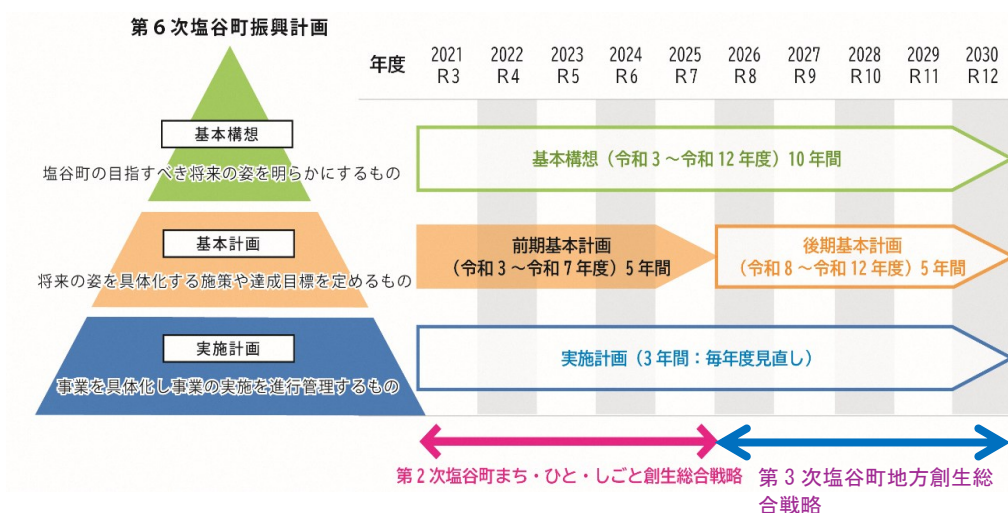 第6次塩谷町振興計画
年度
2021 2022 2023 2024 2025 2026 2027 2028 2029 2030
R3 R4 R5 R6 R7 R8 R9 R10 R11 R12
基本構想
塩谷町の目指すべき将来の姿を明らかにするもの
基本構想（令和3～令和12年度）10年間
基本計画
将来の姿を具体化する施策や達成目標を定めるもの
前期基本計画
（令和3～令和7年度）5年間
後期基本計画
（令和8～令和12年度）5年間
実施計画
事業を具体化し事業の実施を進行管理するもの
実施計画（3年間：毎年度見直し）
第2次塩谷町まち・ひと・しごと創生総合戦略
第3次塩谷町地方創生総
合戦略